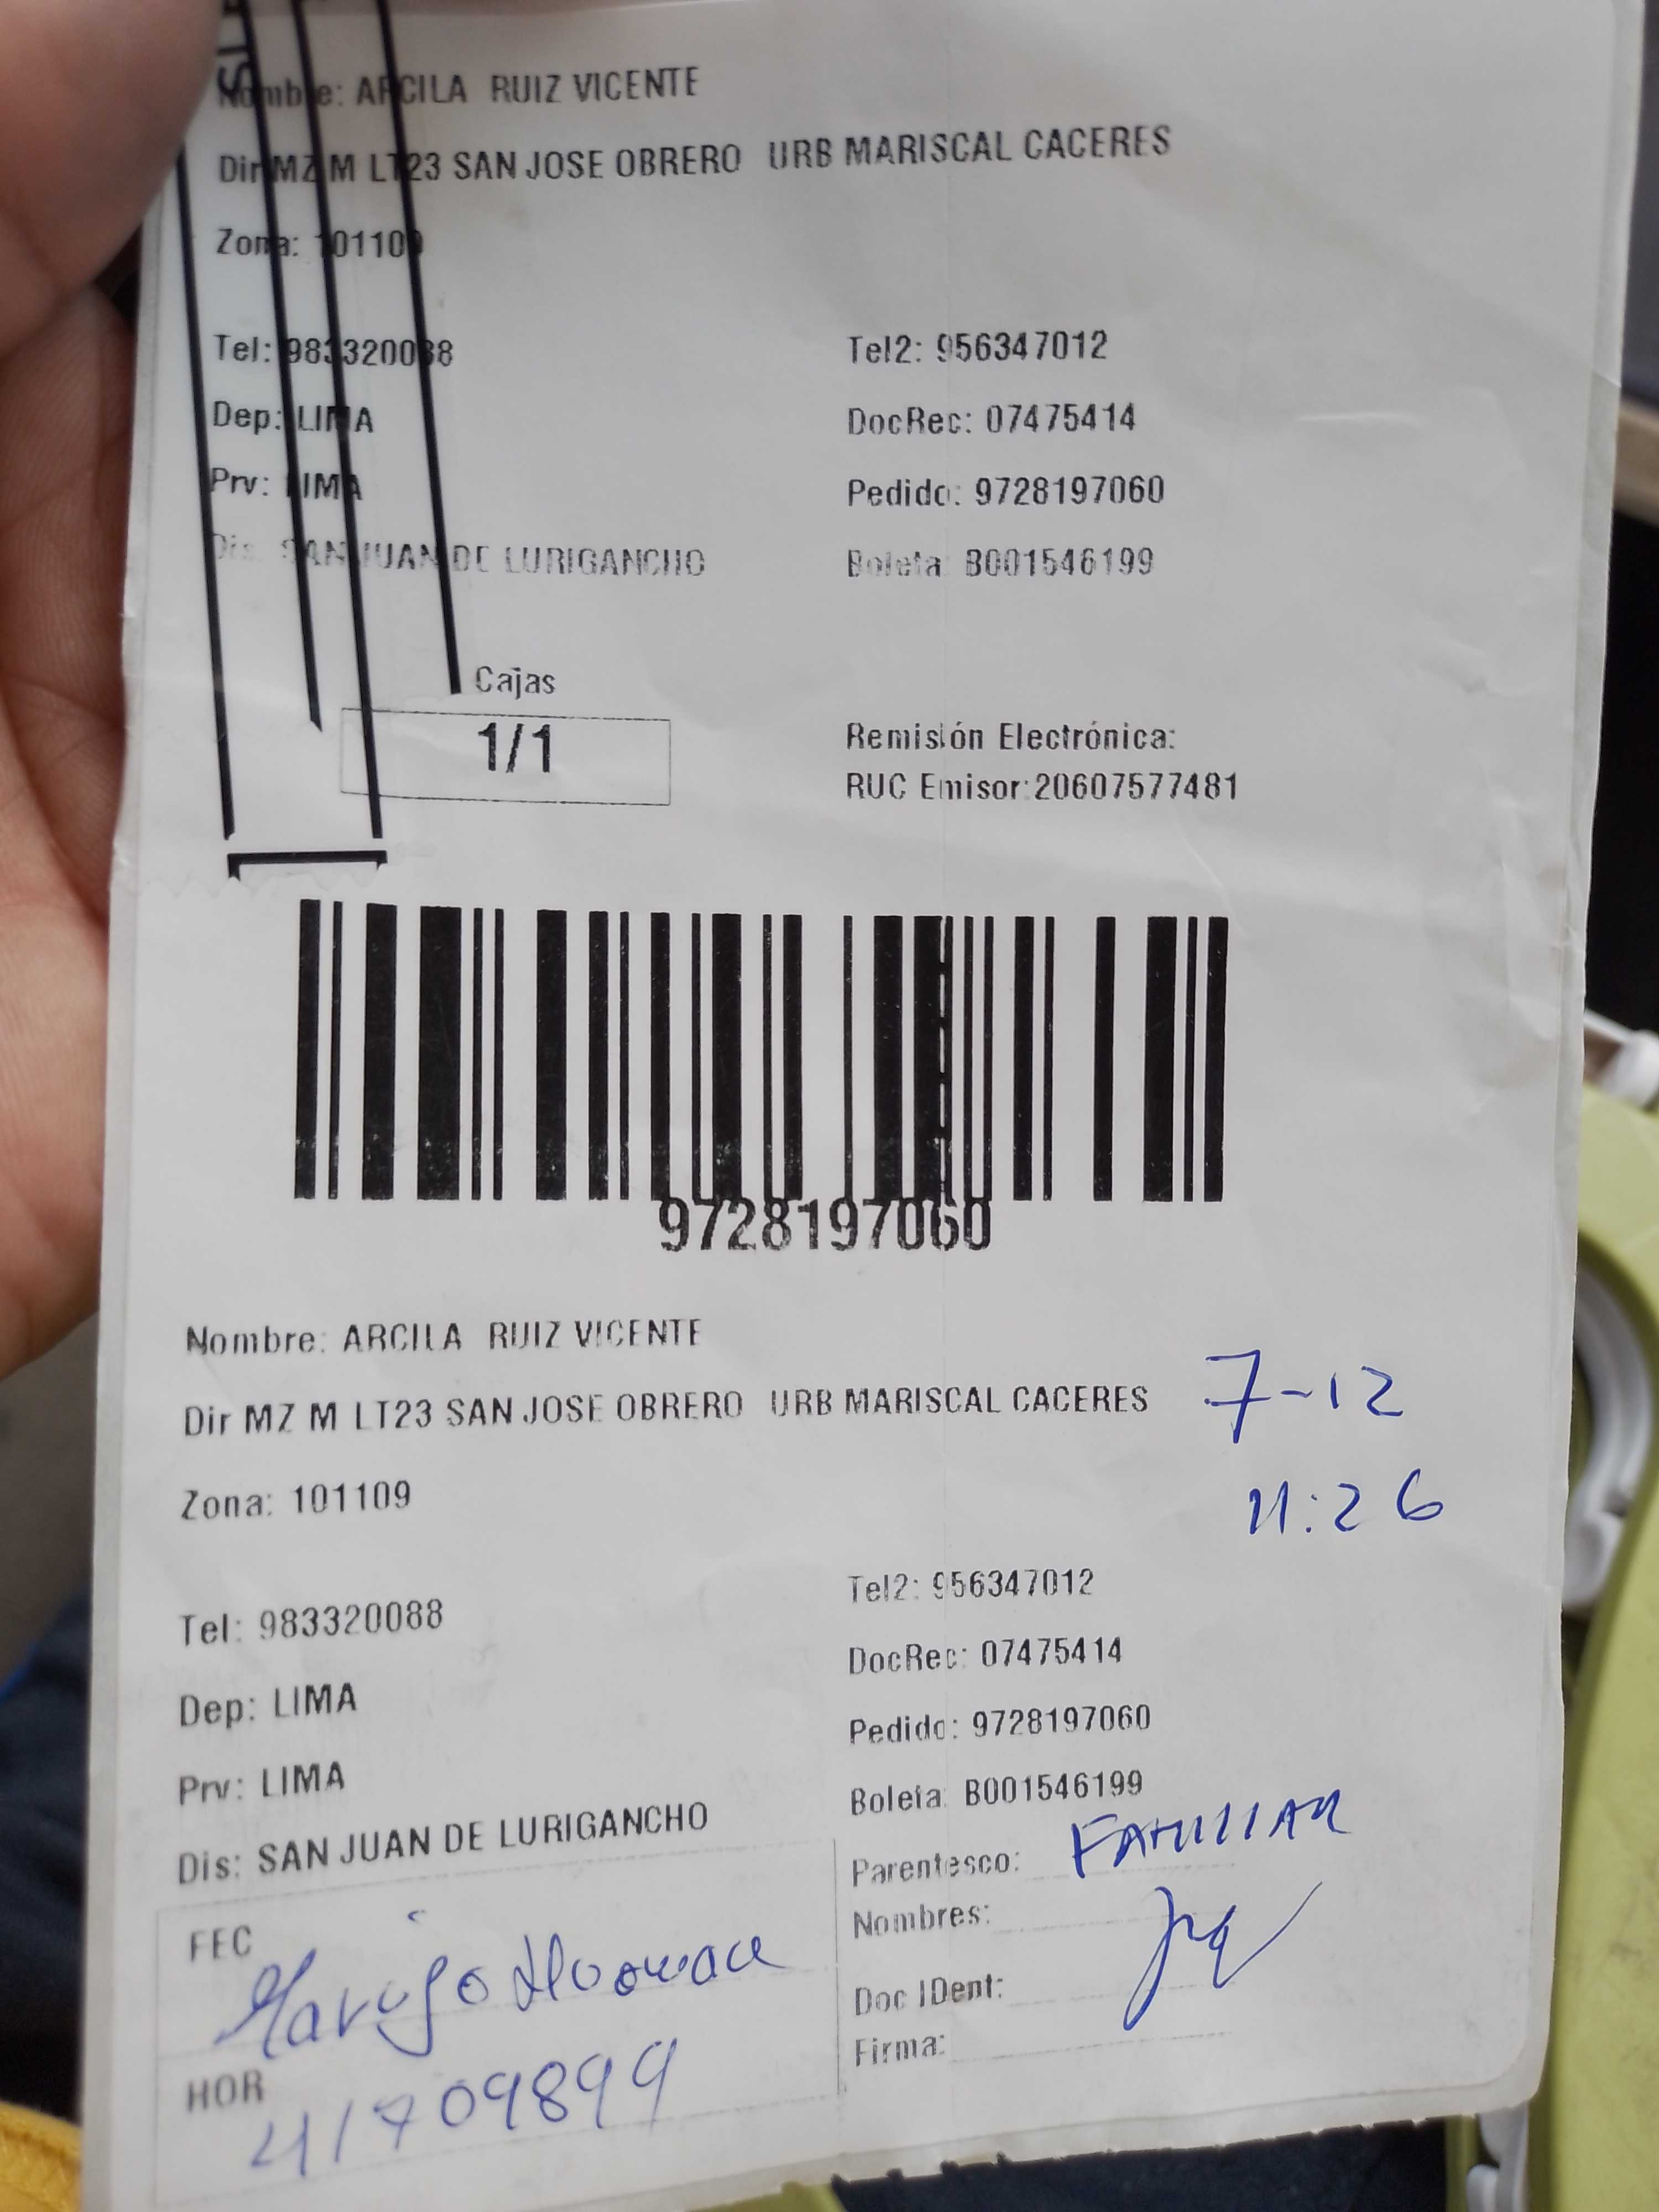 Nombre: ARCILA RUIZ VICENTE
Dir MZ M LT23 SAN JOSE OBRERO URB MARISCAL CACERES
Zona: 101109
Tel: 983320088 Tel2: 956347012
Dep: LIMA DocRec: 07475414
Prv: LIMA Pedido: 9728197060
Dis: SAN JUAN DE LURIGANCHO Boleta: B001546199
Cajas
1/1
Remisión Electrónica:
RUC Emisor:20607577481
9728197060
Nombre: ARCILA RUIZ VICENTE
Dir MZ M LT23 SAN JOSE OBRERO URB MARISCAL CACERES 7-12
Zona: 101109 11:26
Tel: 983320088 Tel2: 956347012
Dep: LIMA DocRec: 07475414
Prv: LIMA Pedido: 9728197060
Dis: SAN JUAN DE LURIGANCHO Boleta: B001546199
Parentesco: FAMILIAR
FEC Nombres:
Doc IDent:
HOR Firma:
41709899